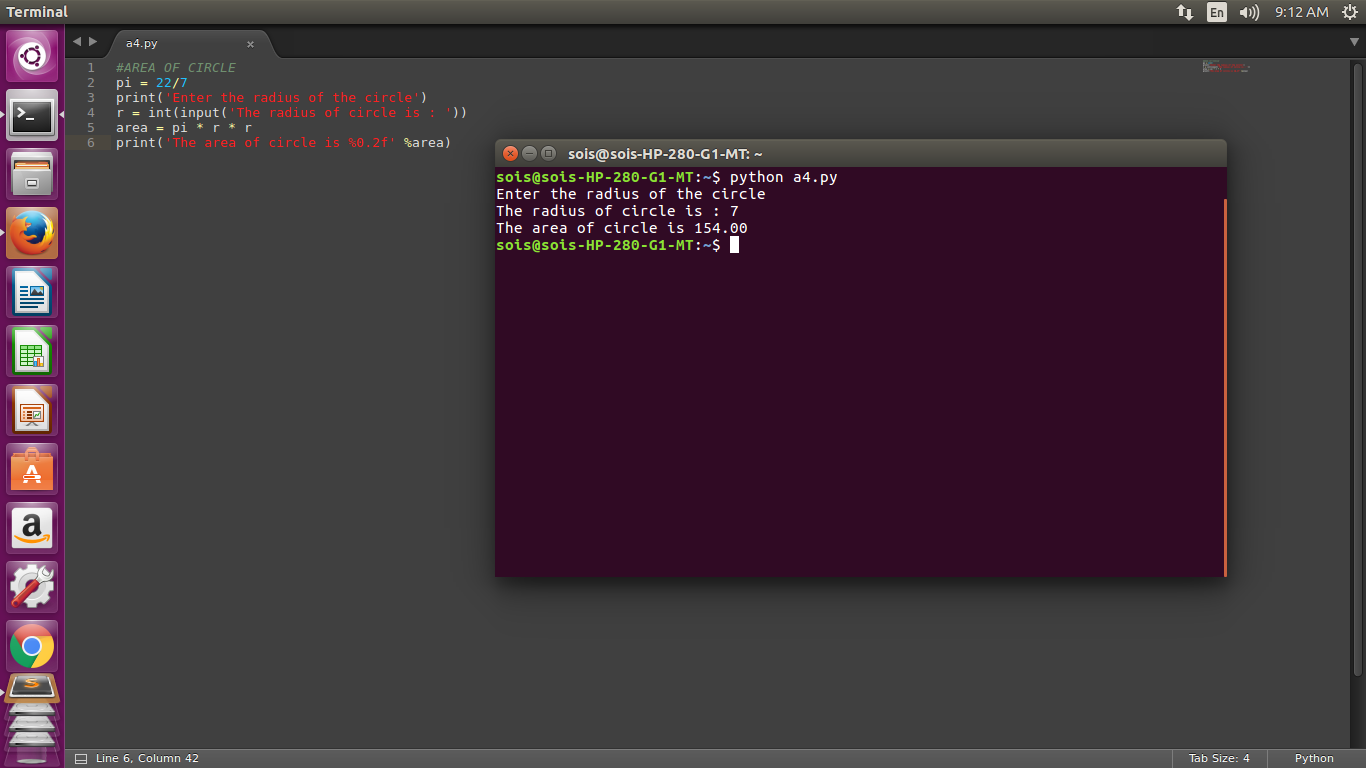 Terminal
En
9:12 AM
a4.py
1 #AREA OF CIRCLE
2 pi = 22/7
3 print('Enter the radius of the circle')
4 r = int(input('The radius of circle is : '))
5 area = pi * r * r
6 print('The area of circle is %0.2f' %area)
sois@sois-HP-280-G1-MT: ~
sois@sois-HP-280-G1-MT:~$ python a4.py
Enter the radius of the circle
The radius of circle is : 7
The area of circle is 154.00
sois@sois-HP-280-G1-MT:~$
Line 6, Column 42
Tab Size: 4
Python